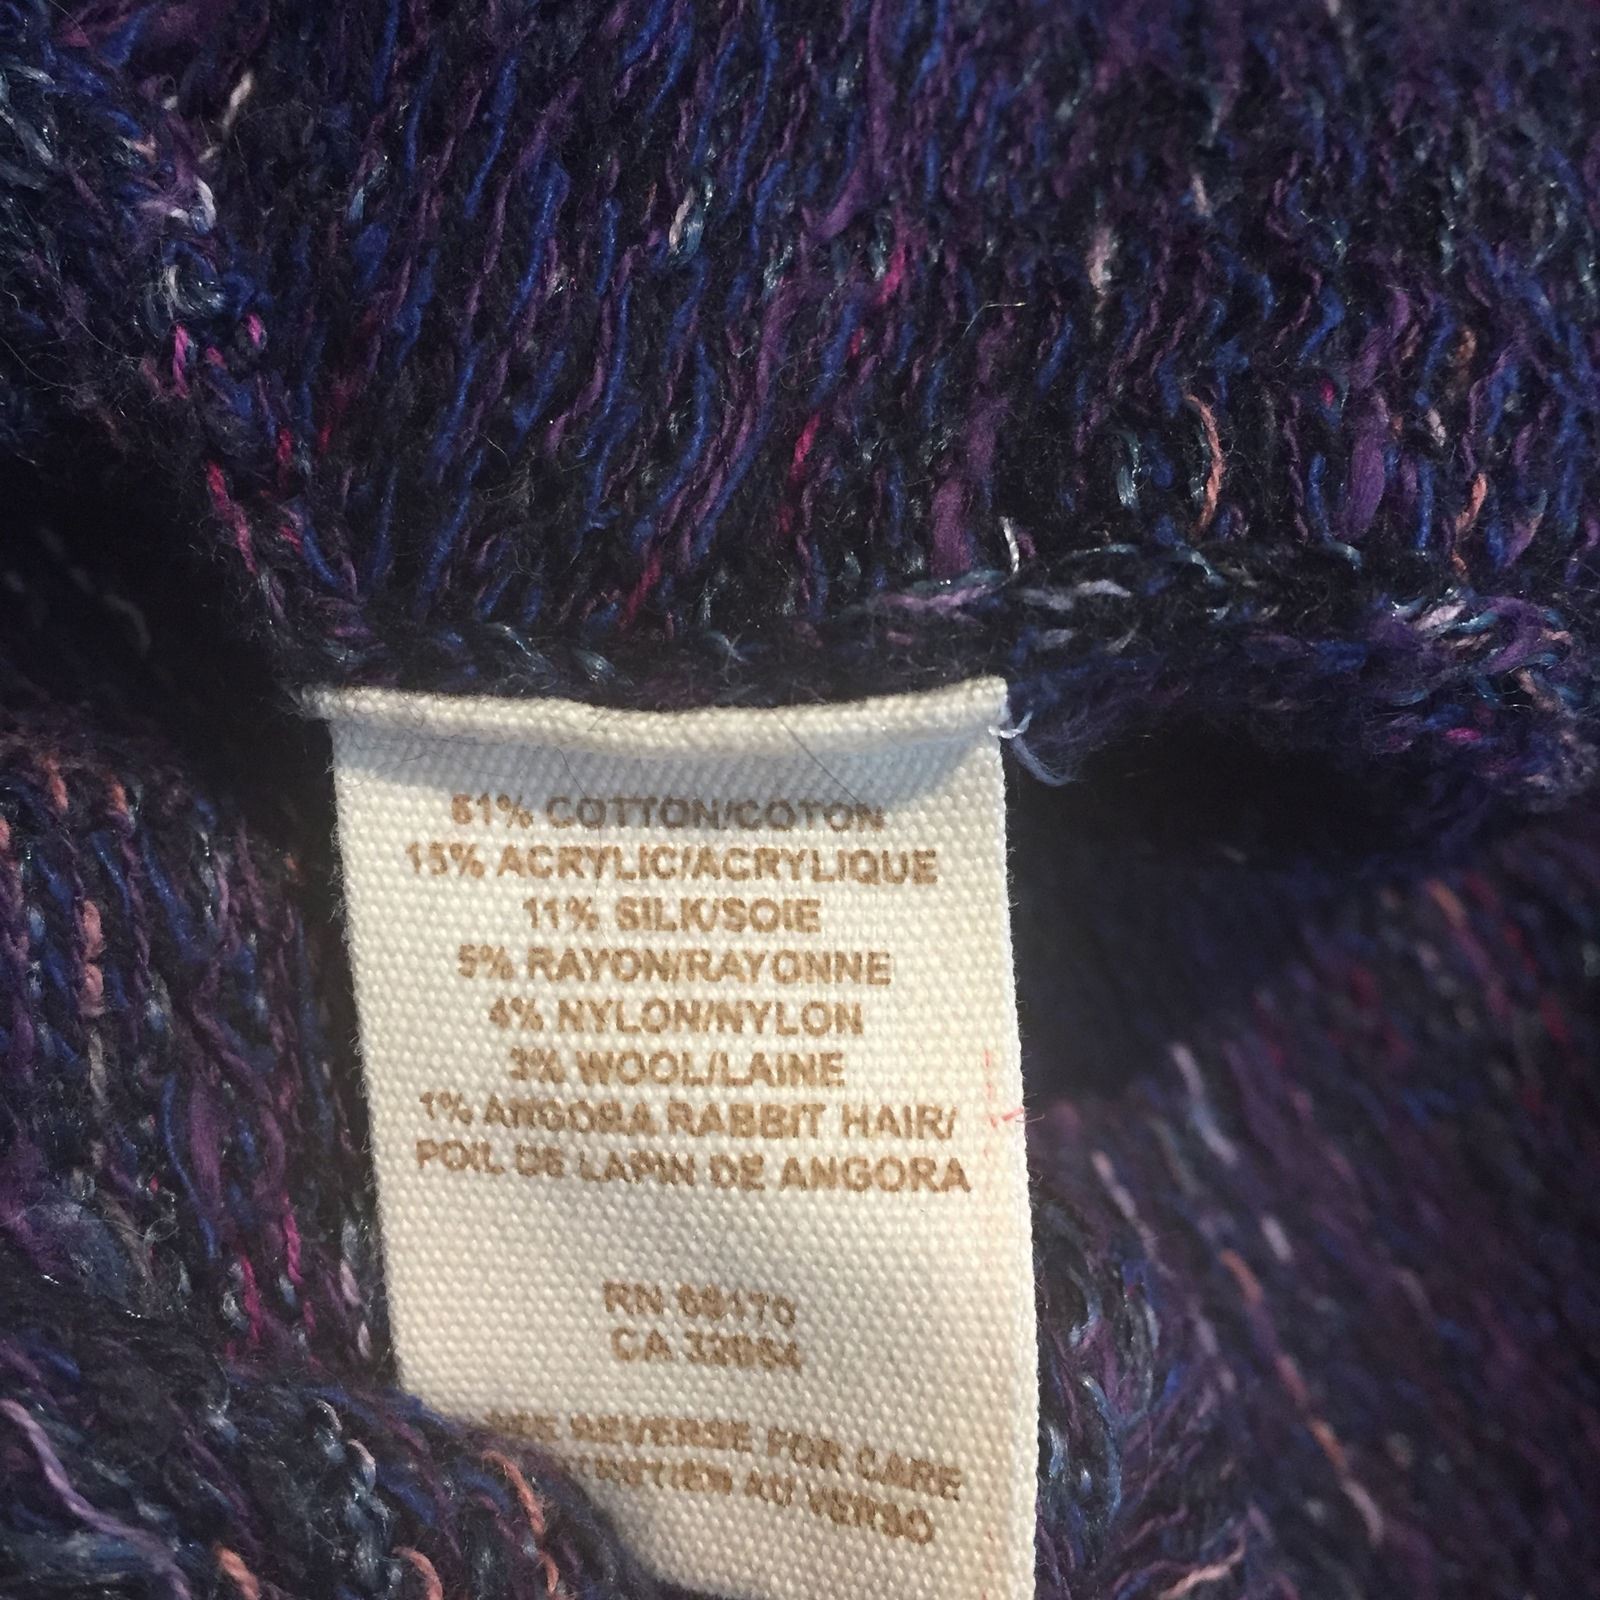 61% COTTON/COTON
15% ACRYLIC/ACRYLIQUE
11% SILK/SOIE
5% RAYON/RAYONNE
4% NYLON/NYLON
3% WOOL/LAINE
1% ANGORA RABBIT HAIR/
POIL DE LAPIN DE ANGORA
RN
CA
REVERSE FOR CARE
AU VERSO